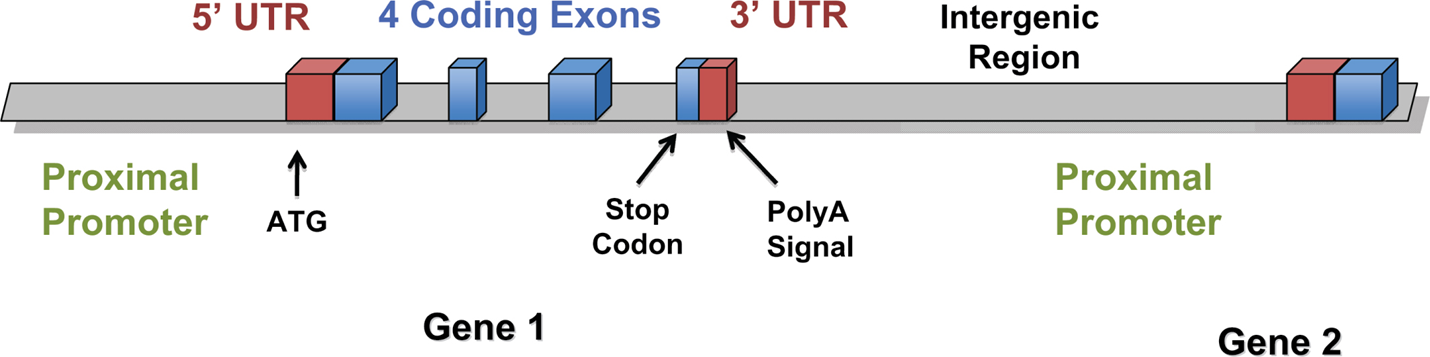 5’ UTR
4 Coding Exons
3’ UTR
Intergenic
Region
Proximal
Promoter
ATG
Stop
Codon
PolyA
Signal
Proximal
Promoter
Gene 1
Gene 2